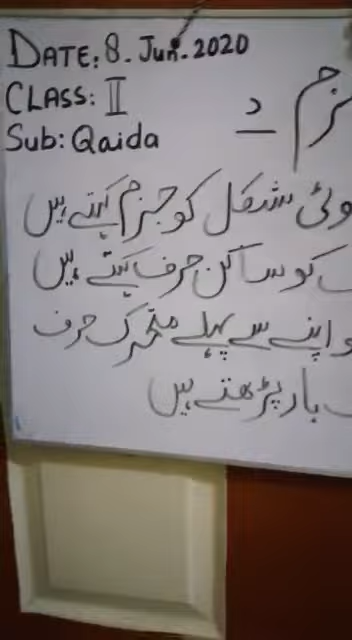 DATE: 8. Jun. 2020
CLASS: II
Sub: Qaida
شکل کو جزم کہتے ہیں
کو ساکن حرف کہتے ہیں
اپنے سے پہلے متحرک حرف
بار پڑھتے ہیں